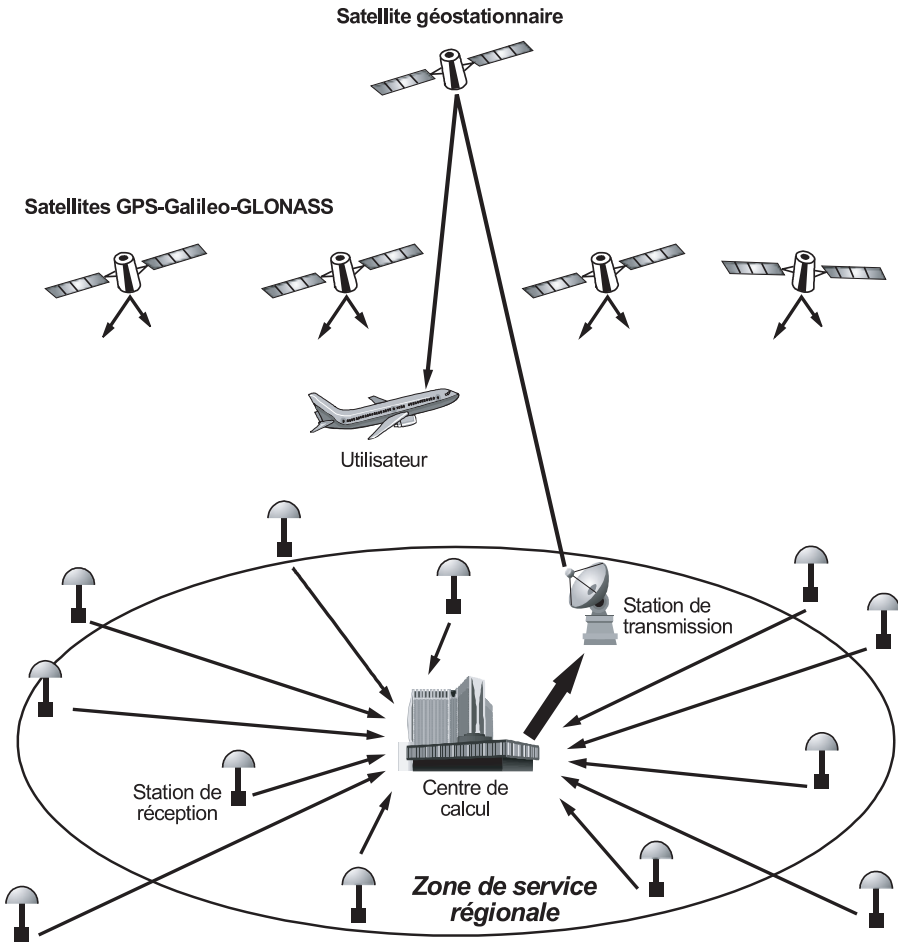 Satellite géostationnaire
Satellites GPS-Galileo-GLONASS
Utilisateur
Station de
transmission
Station de
réception
Centre de
calcul
Zone de service
régionale